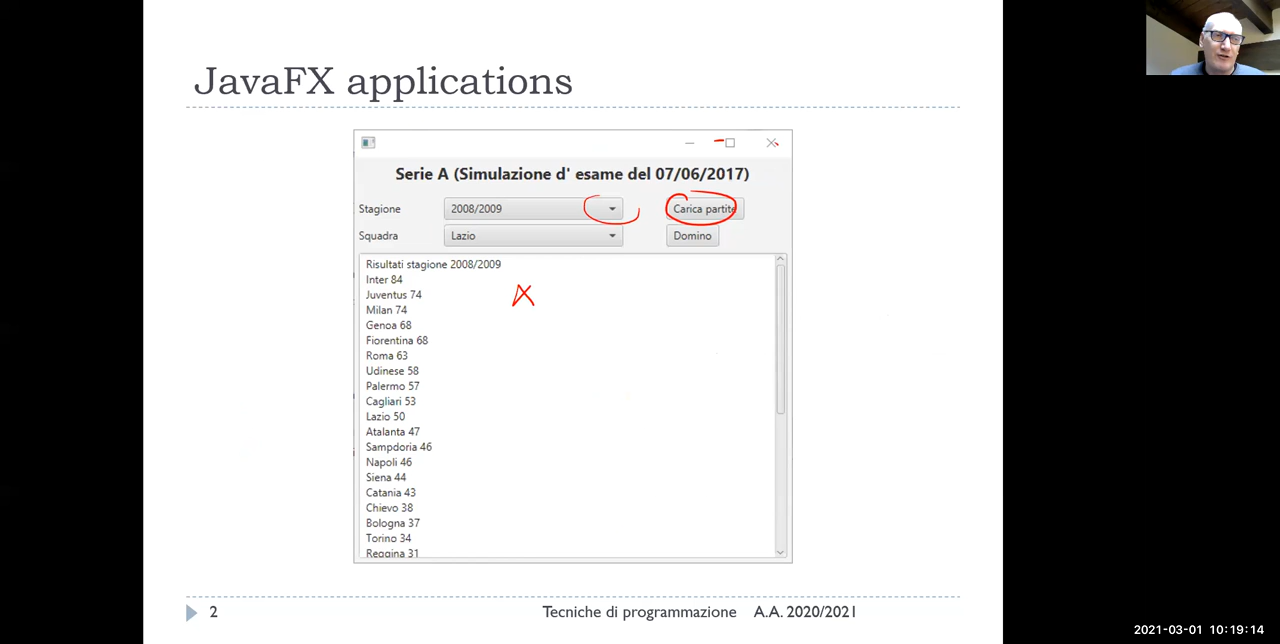 JavaFX applications
Serie A (Simulazione d' esame del 07/06/2017)
Stagione 2008/2009 Carica partite
Squadra Lazio Domino
Risultati stagione 2008/2009
Inter 84
Juventus 74
Milan 74
Genoa 68
Fiorentina 68
Roma 63
Udinese 58
Palermo 57
Cagliari 53
Lazio 50
Atalanta 47
Sampdoria 46
Napoli 46
Siena 44
Catania 43
Chievo 38
Bologna 37
Torino 34
Reggina 31
2 Tecniche di programmazione A.A. 2020/2021
2021-03-01 10:19:14